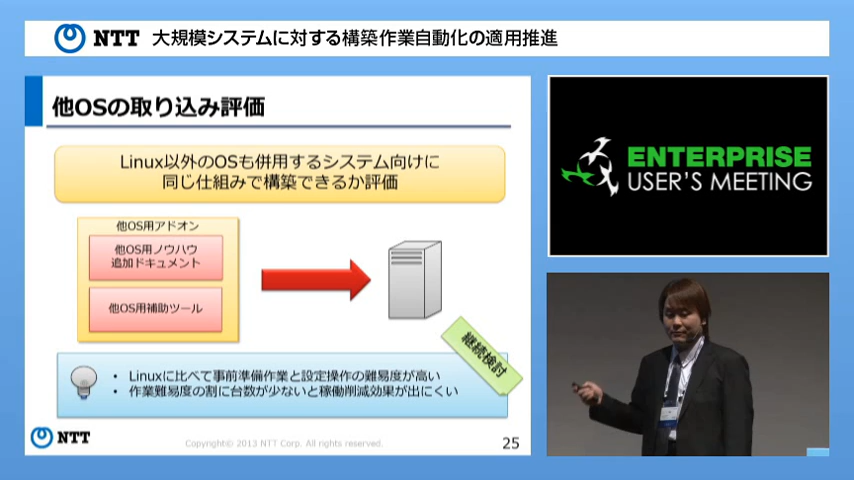 NTT 大規模システムに対する構築作業自動化の適用推進
他OSの取り込み評価
Linux以外のOSも併用するシステム向けに
同じ仕組みで構築できるか評価
他OS用アドオン
他OS用ノウハウ
追加ドキュメント
他OS用補助ツール
継続検討
• Linuxに比べて事前準備作業と設定操作の難易度が高い
• 作業難易度の割に台数が少ないと稼働削減効果が出にくい
NTT
Copyright© 2013 NTT Corp. All rights reserved.
25
ENTERPRISE
USER'S MEETING